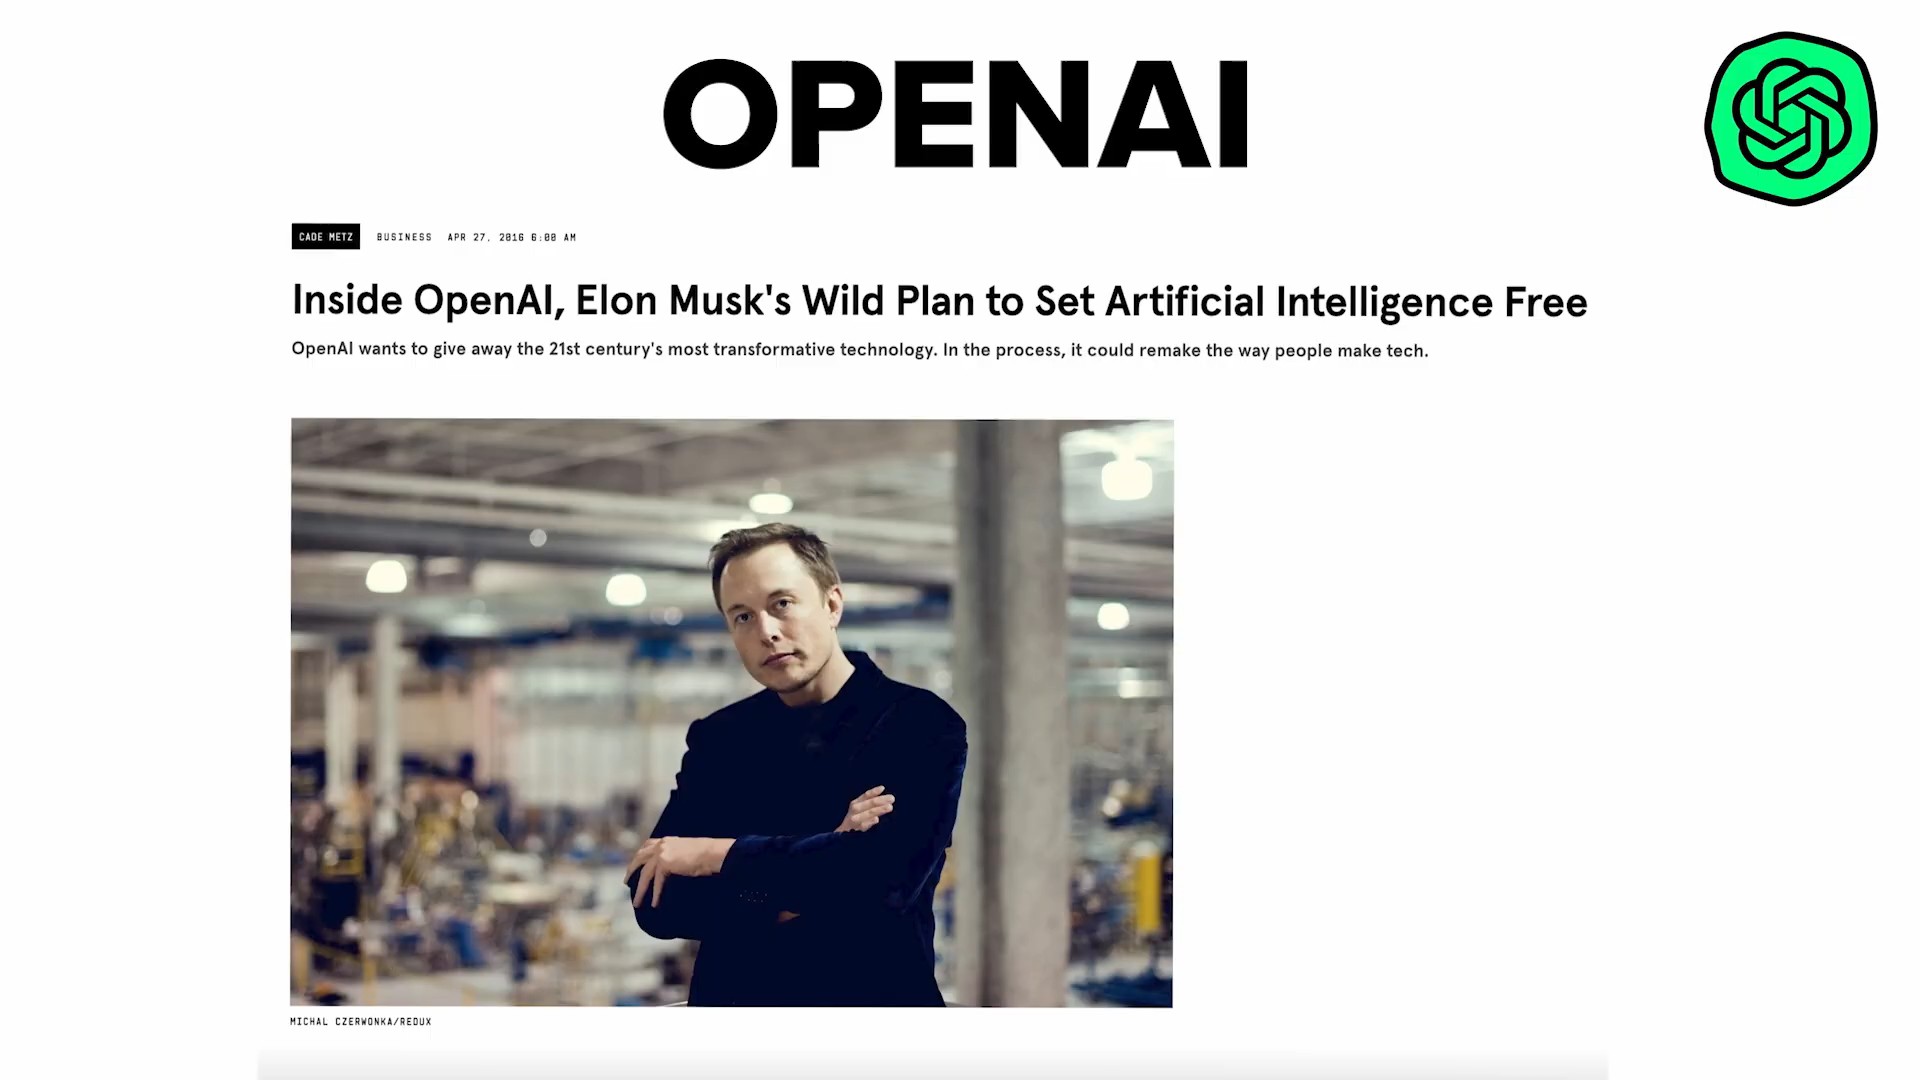 OPENAI
CADE METZ BUSINESS APR 27, 2016 6:00 AM
Inside OpenAI, Elon Musk's Wild Plan to Set Artificial Intelligence Free
OpenAI wants to give away the 21st century's most transformative technology. In the process, it could remake the way people make tech.
MICHAL CZERWONKA/REDUX